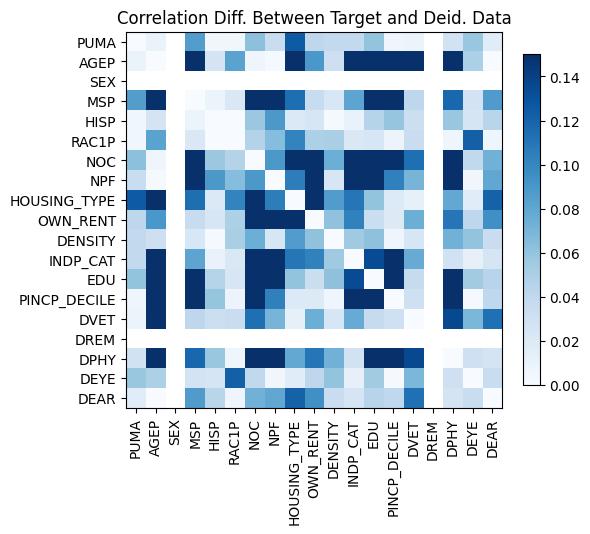 Correlation Diff. Between Target and Deid. Data
PUMA
AGEP
SEX
MSP
HISP
RAC1P
NOC
NPF
HOUSING_TYPE
OWN_RENT
DENSITY
INDP_CAT
EDU
PINCP_DECILE
DVET
DREM
DPHY
DEYE
DEAR
PUMA
AGEP
SEX
MSP
HISP
RAC1P
NOC
NPF
HOUSING_TYPE
OWN_RENT
DENSITY
INDP_CAT
EDU
PINCP_DECILE
DVET
DREM
DPHY
DEYE
DEAR
0.14
0.12
0.10
0.08
0.06
0.04
0.02
0.00